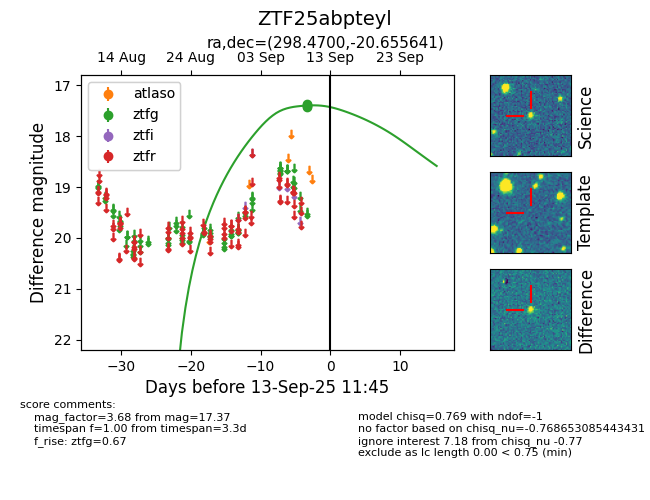 ZTF25abpteyl
ra,dec=(298.4700,-20.655641)
14 Aug 24 Aug 03 Sep 13 Sep 23 Sep
17
18
19
20
21
22
Difference magnitude
atlaso
ztfg
ztfi
ztfr
−30 −20 −10 0 10
Days before 13-Sep-25 11:45
Science
Template
Difference
score comments:
mag_factor=3.68 from mag=17.37
timespan f=1.00 from timespan=3.3d
f_rise: ztfg=0.67
model chisq=0.769 with ndof=-1
no factor based on chisq_nu=-0.768653085443431
ignore interest 7.18 from chisq_nu -0.77
exclude as lc length 0.00 < 0.75 (min)